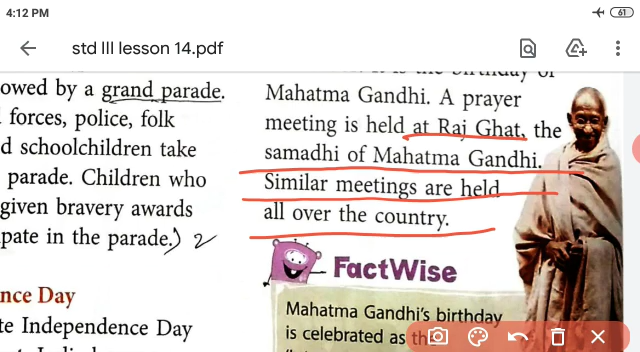 4:12 PM
61
std III lesson 14.pdf
owed by a grand parade.
forces, police, folk
d schoolchildren take
parade. Children who
given bravery awards
pate in the parade.) 2
nce Day
te Independence Day
is the birthday of
Mahatma Gandhi. A prayer
meeting is held at Raj Ghat, the
samadhi of Mahatma Gandhi.
Similar meetings are held
all over the country.
FactWise
Mahatma Gandhi's birthday
is celebrated as the